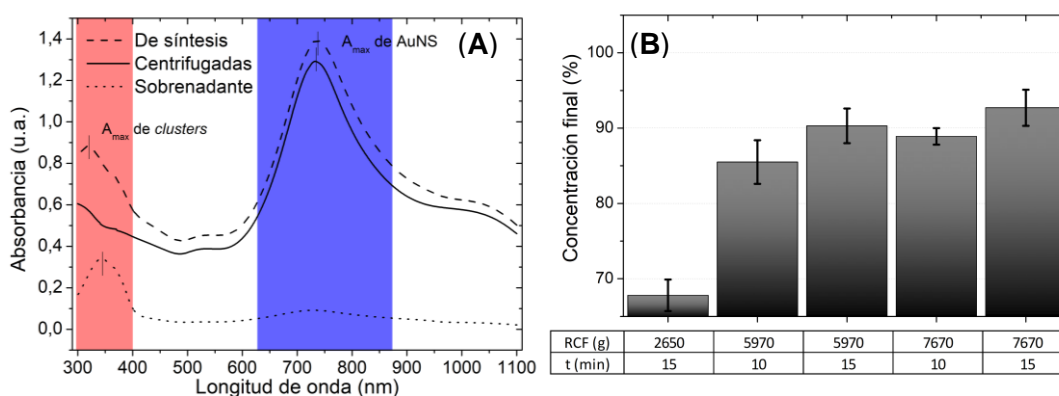 (A)
De síntesis
Centrifugadas
Sobrenadante
A_max de AuNS
A_max de clusters
Absorbancia (u.a.)
1,4
1,2
1,0
0,8
0,6
0,4
0,2
0,0
300 400 500 600 700 800 900 1000 1100
Longitud de onda (nm)
(B)
Concentración final (%)
100
90
80
70
RCF (g) 2650 5970 5970 7670 7670
t (min) 15 10 15 10 15